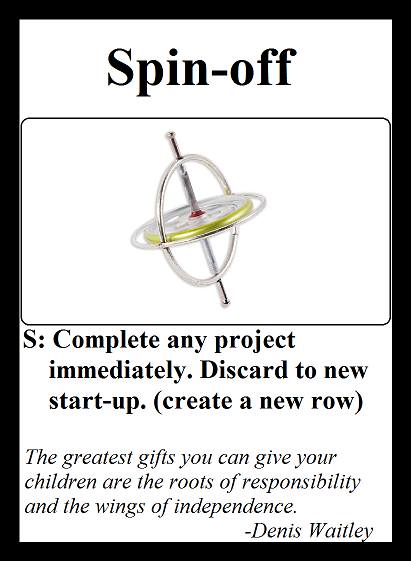 Spin-off
S: Complete any project
immediately. Discard to new
start-up. (create a new row)
The greatest gifts you can give your
children are the roots of responsibility
and the wings of independence.
-Denis Waitley